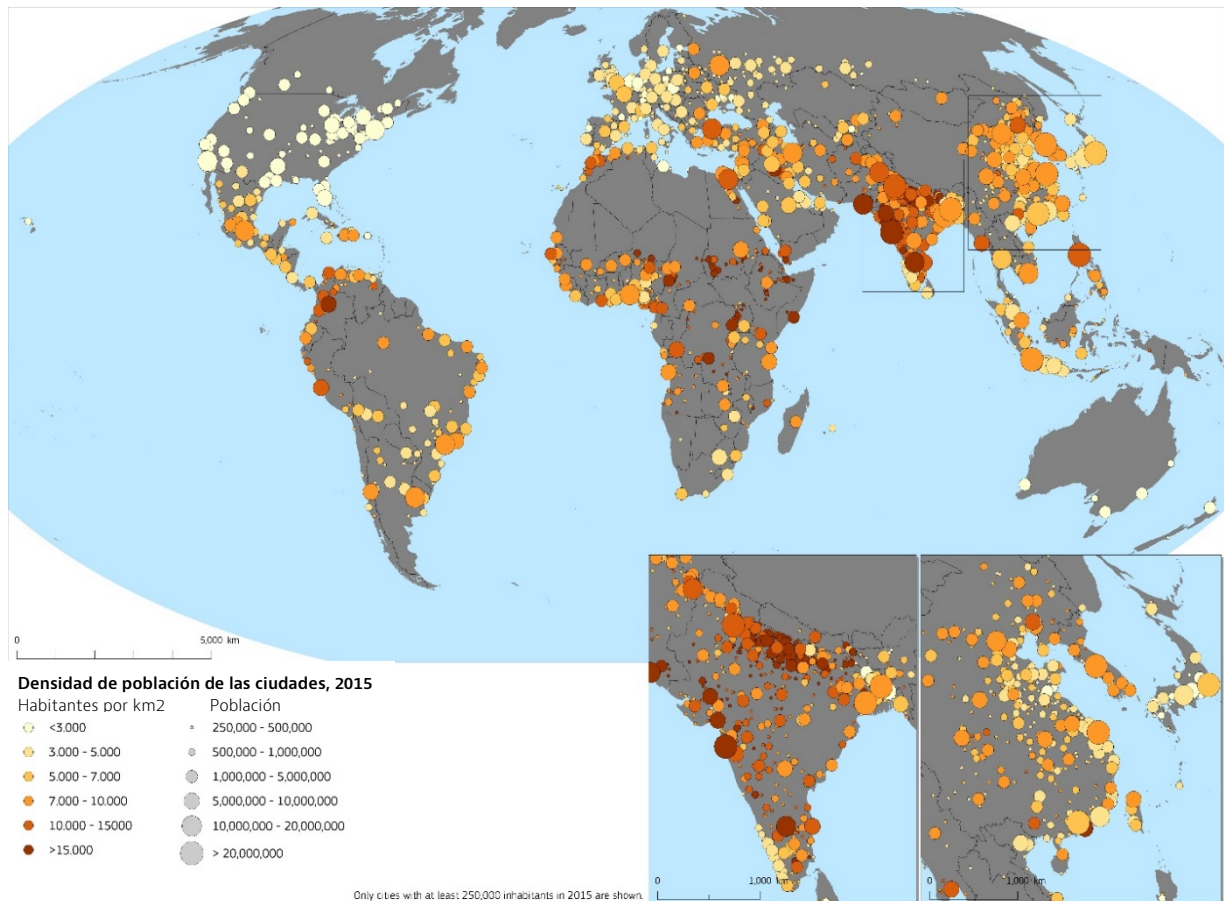 0 5,000 km
Densidad de población de las ciudades, 2015
Habitantes por km2 Población
<3.000 250,000 - 500,000
3.000 - 5.000 500,000 - 1,000,000
5.000 - 7.000 1,000,000 - 5,000,000
7.000 - 10.000 5,000,000 - 10,000,000
10.000 - 15000 10,000,000 - 20,000,000
>15.000 > 20,000,000
0 1,000 km
0 1,000 km
Only cities with at least 250,000 inhabitants in 2015 are shown.